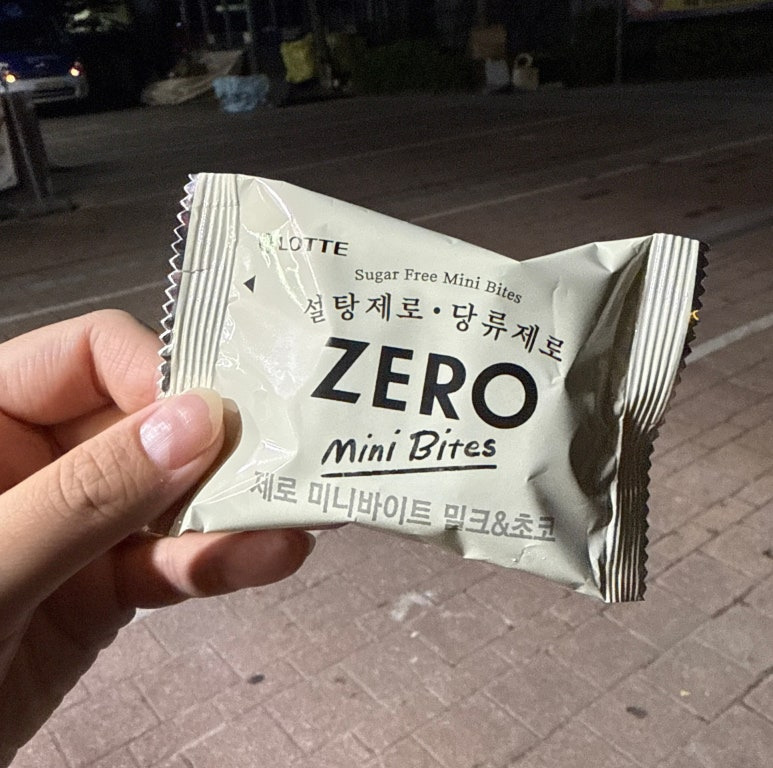 LOTTE
Sugar Free Mini Bites
설탕제로•당류제로
ZERO
Mini Bites
제로 미니바이트 밀크&초코